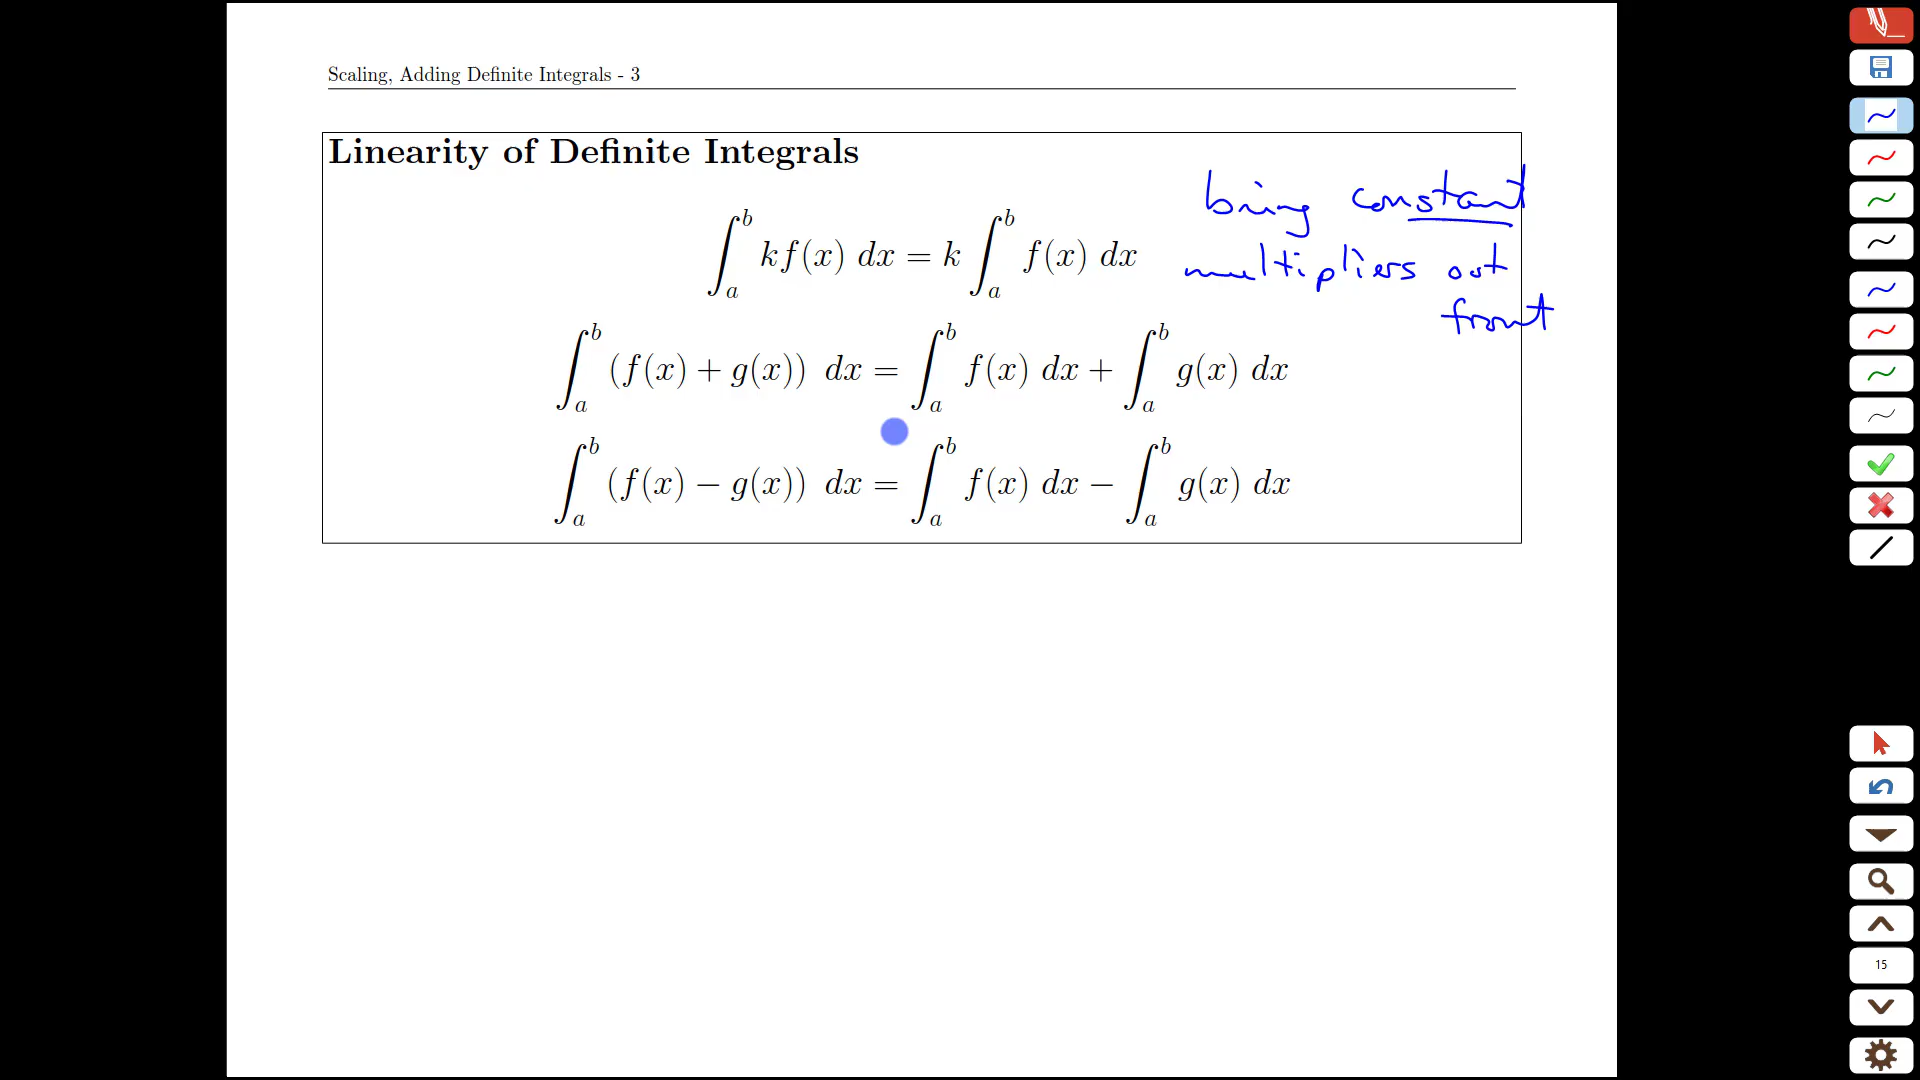 Scaling, Adding Definite Integrals - 3
Linearity of Definite Integrals
bring constant
∫_a^b kf(x) dx = k ∫_a^b f(x) dx
multipliers out
front
∫_a^b (f(x) + g(x)) dx = ∫_a^b f(x) dx + ∫_a^b g(x) dx
∫_a^b (f(x) − g(x)) dx = ∫_a^b f(x) dx − ∫_a^b g(x) dx
15